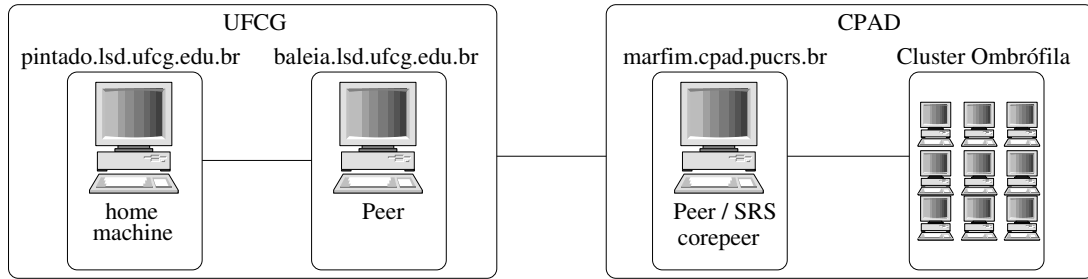 UFCG
CPAD
pintado.lsd.ufcg.edu.br
baleia.lsd.ufcg.edu.br
marfim.cpad.pucrs.br
Cluster Ombrófila
home
machine
Peer
Peer / SRS
corepeer